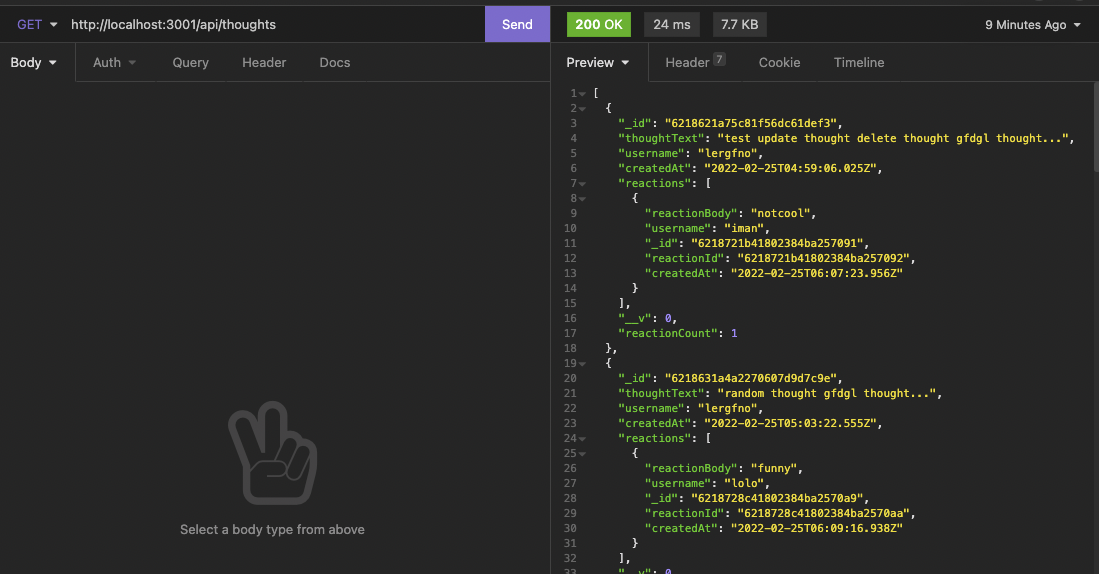 GET http://localhost:3001/api/thoughts Send 200 OK 24 ms 7.7 KB 9 Minutes Ago
Body Auth Query Header Docs
Preview Header 7 Cookie Timeline
Select a body type from above
1 [
2 {
3 "_id": "6218621a75c81f56dc61def3",
4 "thoughtText": "test update thought delete thought gfdgl thought...",
5 "username": "lergfno",
6 "createdAt": "2022-02-25T04:59:06.025Z",
7 "reactions": [
8 {
9 "reactionBody": "notcool",
10 "username": "iman",
11 "_id": "6218721b41802384ba257091",
12 "reactionId": "6218721b41802384ba257092",
13 "createdAt": "2022-02-25T06:07:23.956Z"
14 }
15 ],
16 "__v": 0,
17 "reactionCount": 1
18 },
19 {
20 "_id": "6218631a4a2270607d9d7c9e",
21 "thoughtText": "random thought gfdgl thought...",
22 "username": "lergfno",
23 "createdAt": "2022-02-25T05:03:22.555Z",
24 "reactions": [
25 {
26 "reactionBody": "funny",
27 "username": "lolo",
28 "_id": "6218728c41802384ba2570a9",
29 "reactionId": "6218728c41802384ba2570aa",
30 "createdAt": "2022-02-25T06:09:16.938Z"
31 }
32 ],
33 "__v": 0